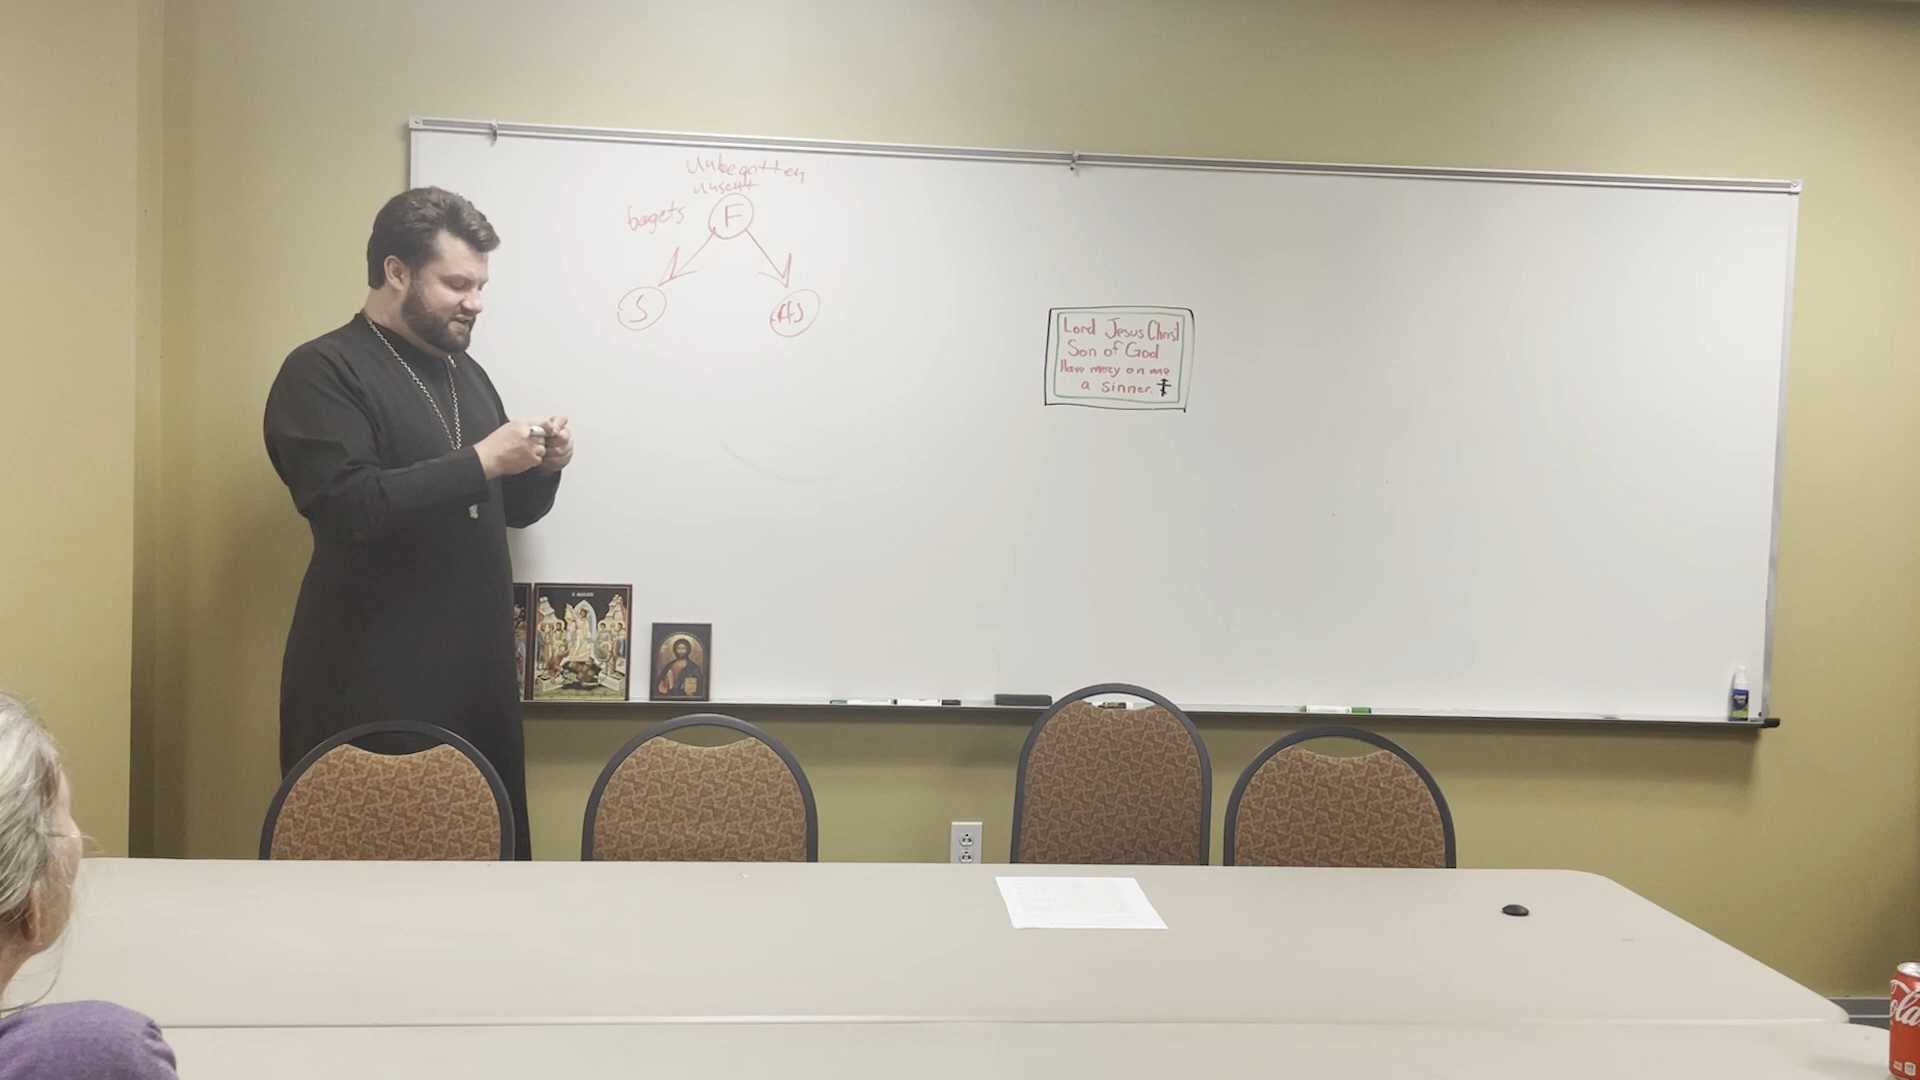 Unbegotten
Unsent
begets
F
S
HS
Lord Jesus Christ
Son of God
Have mercy on me
a sinner.